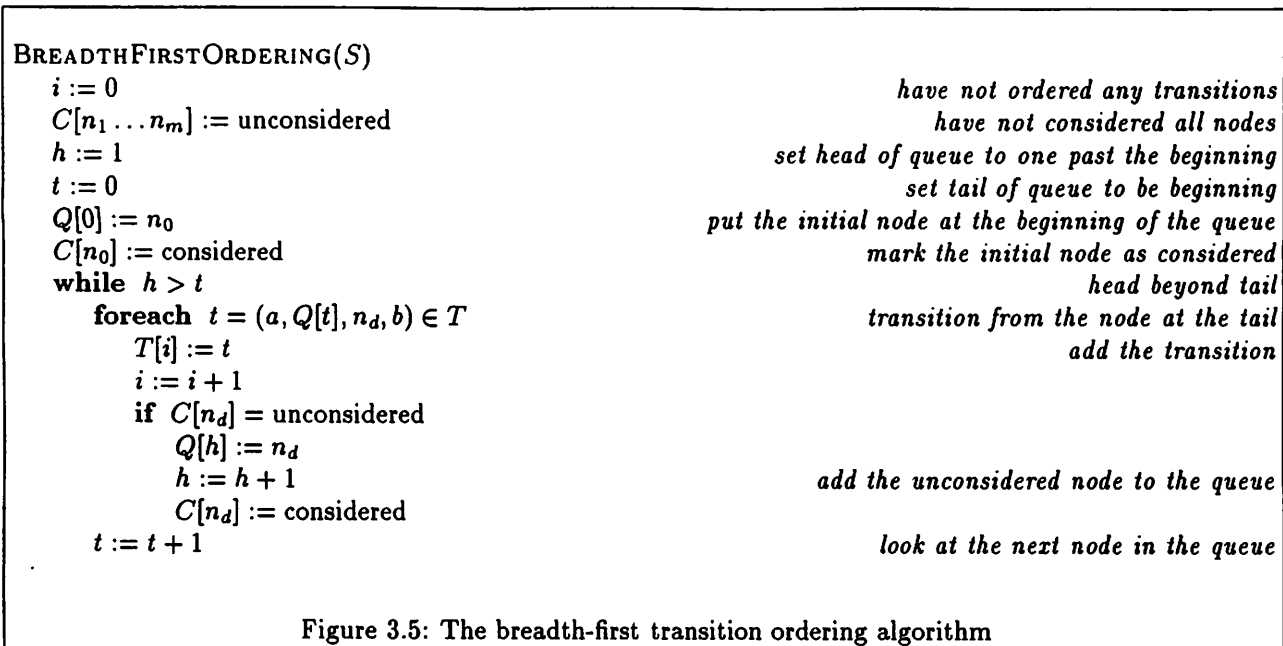 BREADTHFIRSTORDERING(S)
i := 0 have not ordered any transitions
C[n₁ … nₘ] := unconsidered have not considered all nodes
h := 1 set head of queue to one past the beginning
t := 0 set tail of queue to be beginning
Q[0] := n₀ put the initial node at the beginning of the queue
C[n₀] := considered mark the initial node as considered
while h > t head beyond tail
foreach t = (a, Q[t], n_d, b) ∈ T transition from the node at the tail
T[i] := t add the transition
i := i + 1
if C[n_d] = unconsidered
Q[h] := n_d
h := h + 1 add the unconsidered node to the queue
C[n_d] := considered
t := t + 1 look at the next node in the queue
Figure 3.5: The breadth-first transition ordering algorithm